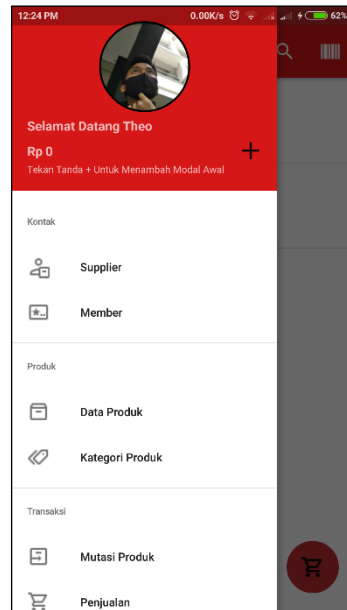 12:24 PM 0.00K/s 62%
Selamat Datang Theo
Rp 0
Tekan Tanda + Untuk Menambah Modal Awal
Kontak
Supplier
Member
Produk
Data Produk
Kategori Produk
Transaksi
Mutasi Produk
Penjualan